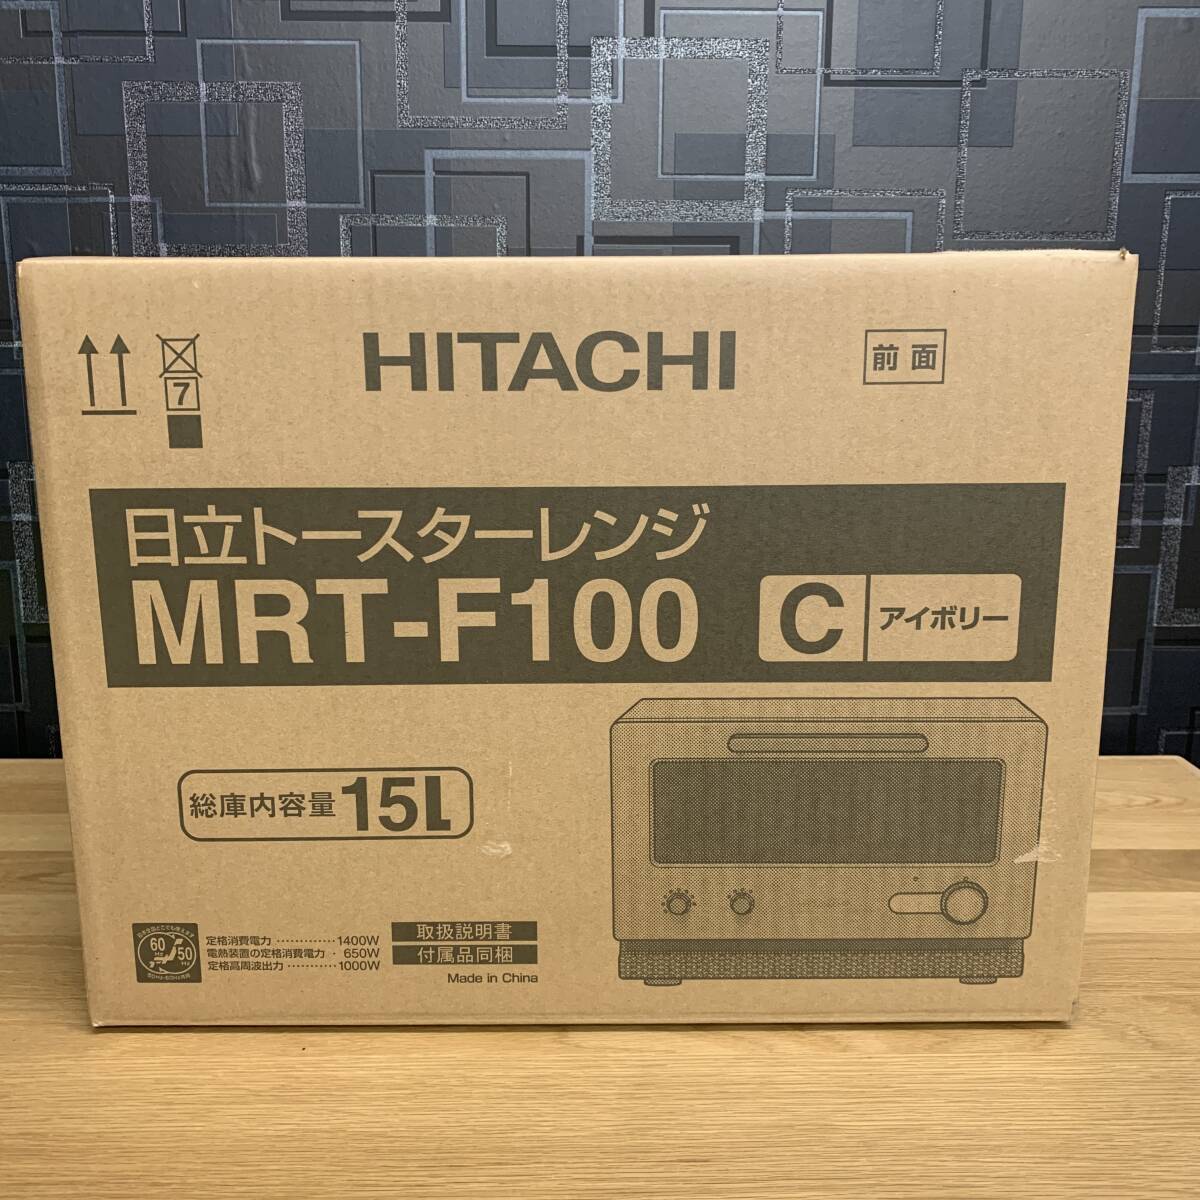 HITACHI
前面
7
日立トースターレンジ
MRT-F100
C
アイボリー
総庫内容量 15L
60
50
Hz
定格消費電力 ············· 1400W
電熱装置の定格消費電力 · 650W
定格高周波出力 ··········· 1000W
取扱説明書
付属品同梱
Made in China